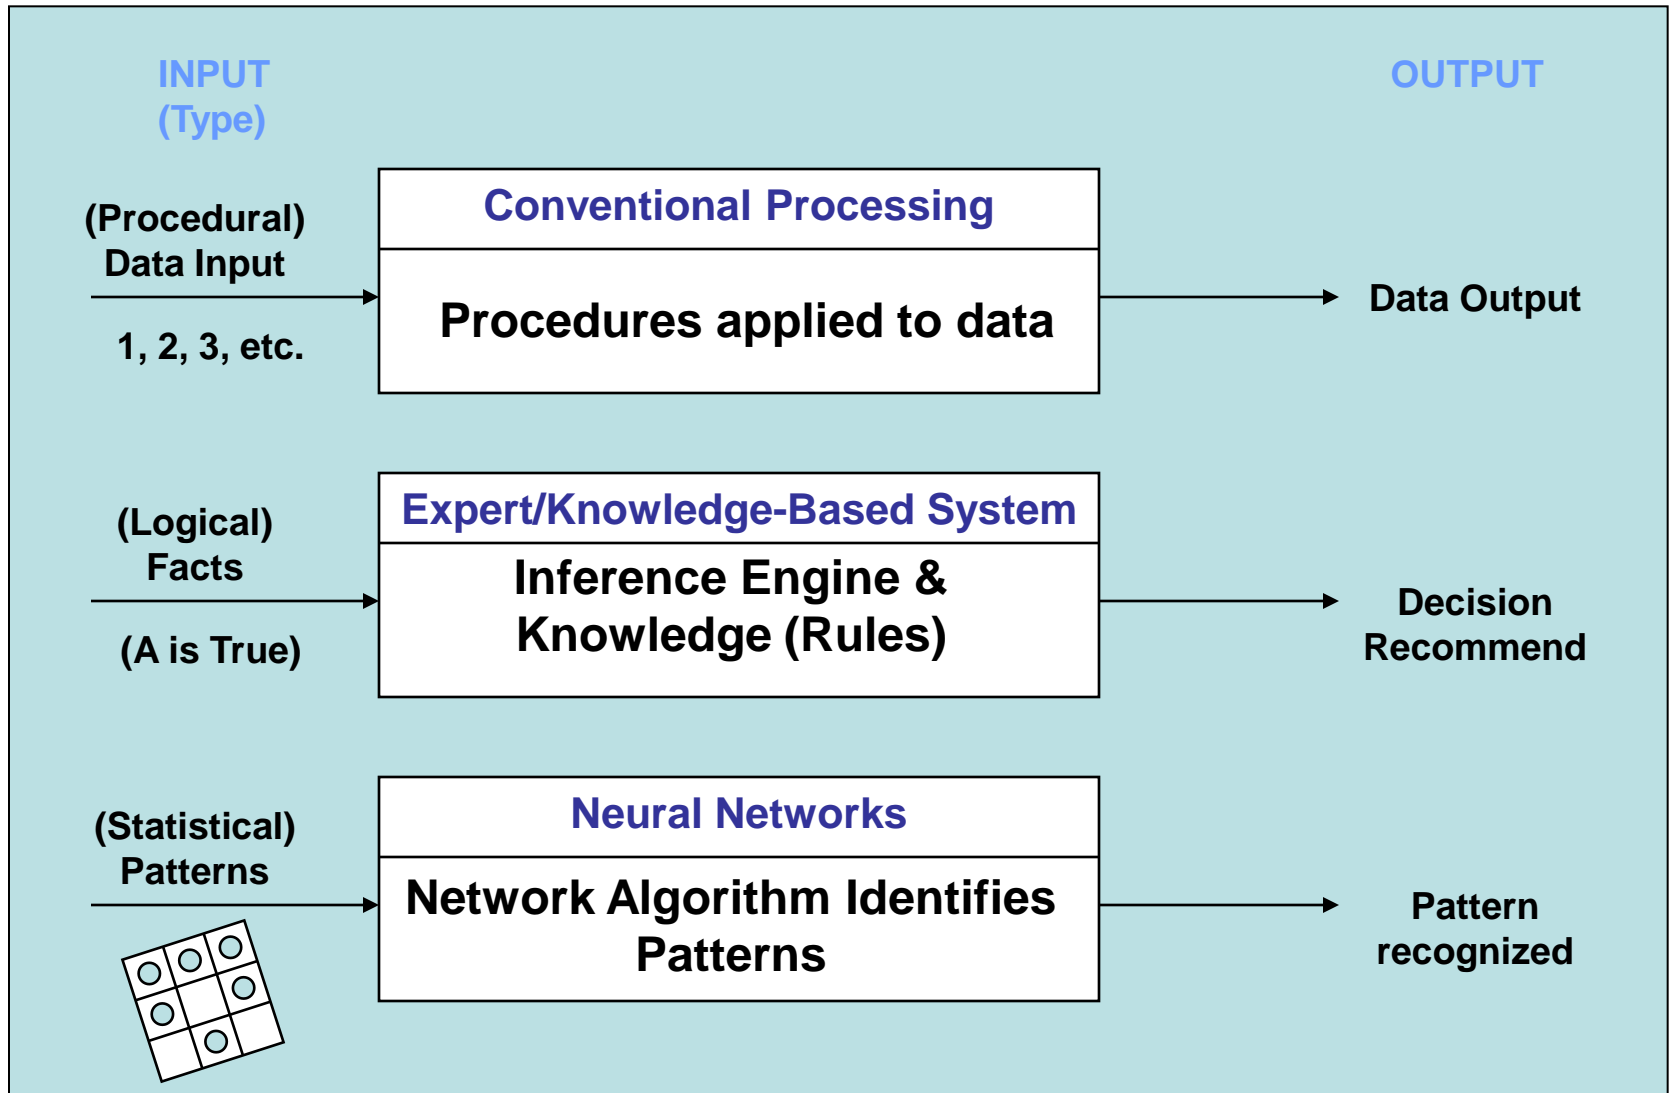 INPUT
(Type)
OUTPUT
(Procedural)
Data Input
1, 2, 3, etc.
Conventional Processing
Procedures applied to data
Data Output
(Logical)
Facts
(A is True)
Expert/Knowledge-Based System
Inference Engine &
Knowledge (Rules)
Decision
Recommend
(Statistical)
Patterns
Neural Networks
Network Algorithm Identifies
Patterns
Pattern
recognized